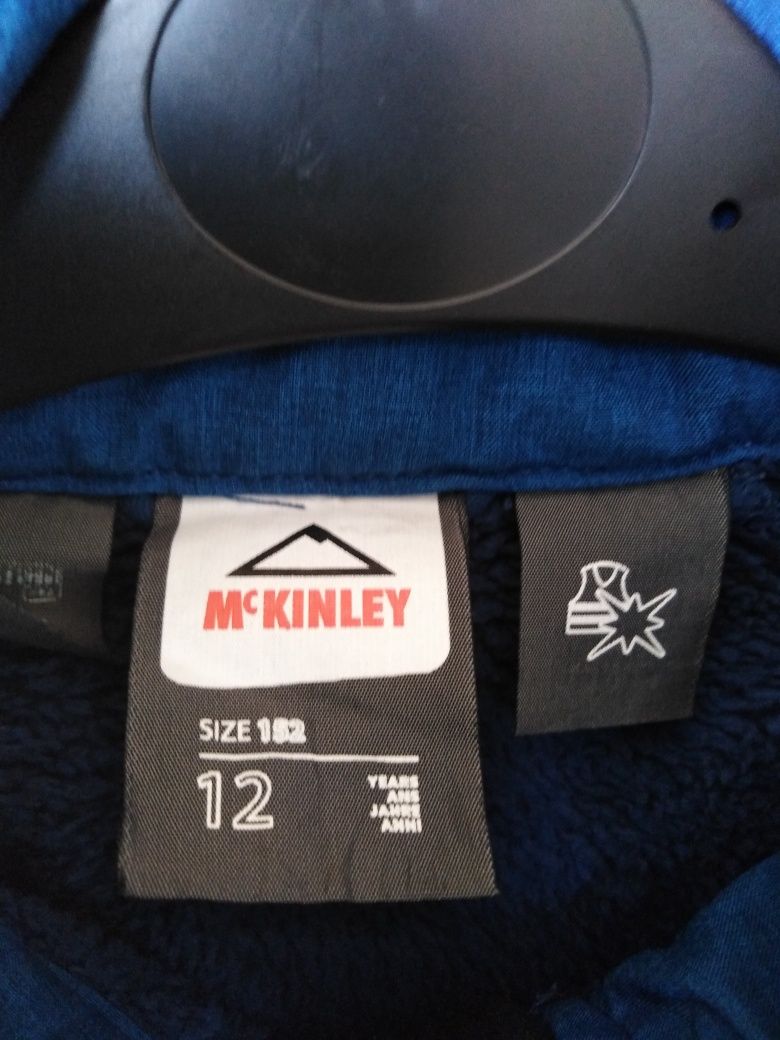 McKINLEY
SIZE 152
12
YEARS
ANS
JAHRE
ANNI